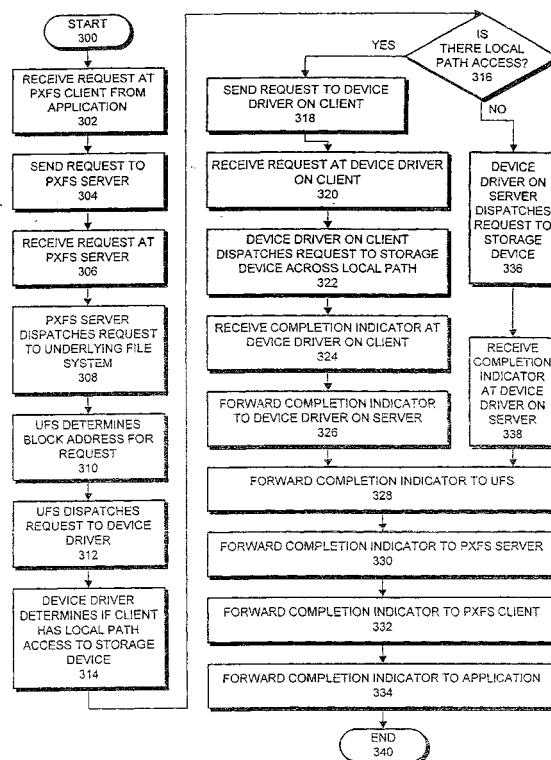 START
300
RECEIVE REQUEST AT
PXFS CLIENT FROM
APPLICATION
302
SEND REQUEST TO
PXFS SERVER
304
RECEIVE REQUEST AT
PXFS SERVER
306
PXFS SERVER
DISPATCHES REQUEST
TO UNDERLYING FILE
SYSTEM
308
UFS DETERMINES
BLOCK ADDRESS FOR
REQUEST
310
UFS DISPATCHES
REQUEST TO DEVICE
DRIVER
312
DEVICE DRIVER
DETERMINES IF CLIENT
HAS LOCAL PATH
ACCESS TO STORAGE
DEVICE
314
IS
THERE LOCAL
PATH ACCESS?
316
YES
NO
SEND REQUEST TO DEVICE
DRIVER ON CLIENT
318
RECEIVE REQUEST AT DEVICE DRIVER
ON CLIENT
320
DEVICE DRIVER ON CLIENT
DISPATCHES REQUEST TO STORAGE
DEVICE ACROSS LOCAL PATH
322
RECEIVE COMPLETION INDICATOR AT
DEVICE DRIVER ON CLIENT
324
FORWARD COMPLETION INDICATOR
TO DEVICE DRIVER ON SERVER
326
DEVICE
DRIVER ON
SERVER
DISPATCHES
REQUEST TO
STORAGE
DEVICE
336
RECEIVE
COMPLETION
INDICATOR
AT DEVICE
DRIVER ON
SERVER
338
FORWARD COMPLETION INDICATOR TO UFS
328
FORWARD COMPLETION INDICATOR TO PXFS SERVER
330
FORWARD COMPLETION INDICATOR TO PXFS CLIENT
332
FORWARD COMPLETION INDICATOR TO APPLICATION
334
END
340